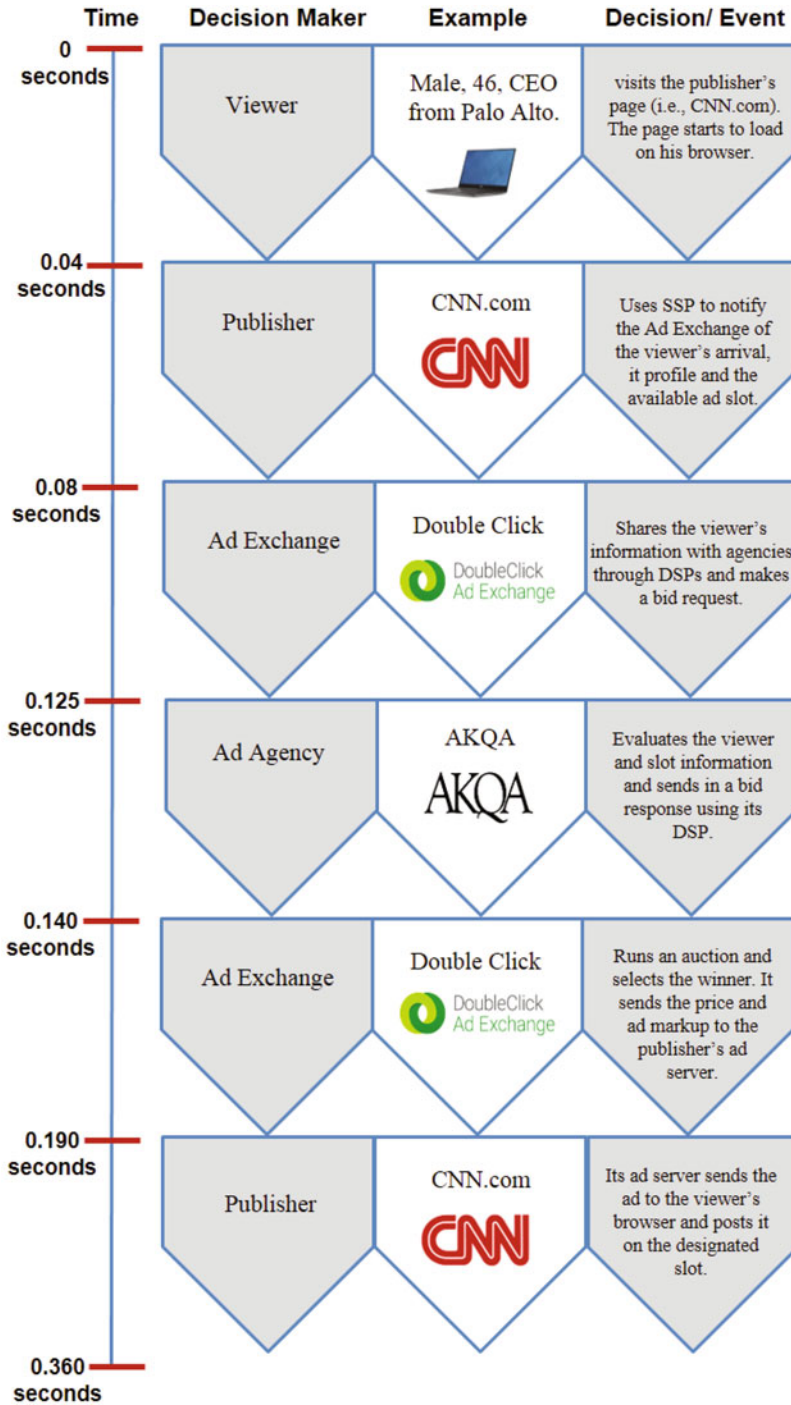 Time
Decision Maker
Example
Decision/ Event
0
seconds
Viewer
Male, 46, CEO
from Palo Alto.
visits the publisher's
page (i.e., CNN.com).
The page starts to load
on his browser.
0.04
seconds
Publisher
CNN.com
CNN
Uses SSP to notify
the Ad Exchange of
the viewer's arrival,
it profile and the
available ad slot.
0.08
seconds
Ad Exchange
Double Click
DoubleClick
Ad Exchange
Shares the viewer's
information with agencies
through DSPs and makes
a bid request.
0.125
seconds
Ad Agency
AKQA
AKQA
Evaluates the viewer
and slot information
and sends in a bid
response using its
DSP.
0.140
seconds
Ad Exchange
Double Click
DoubleClick
Ad Exchange
Runs an auction and
selects the winner. It
sends the price and
ad markup to the
publisher's ad
server.
0.190
seconds
Publisher
CNN.com
CNN
Its ad server sends the
ad to the viewer's
browser and posts it
on the designated
slot.
0.360
seconds